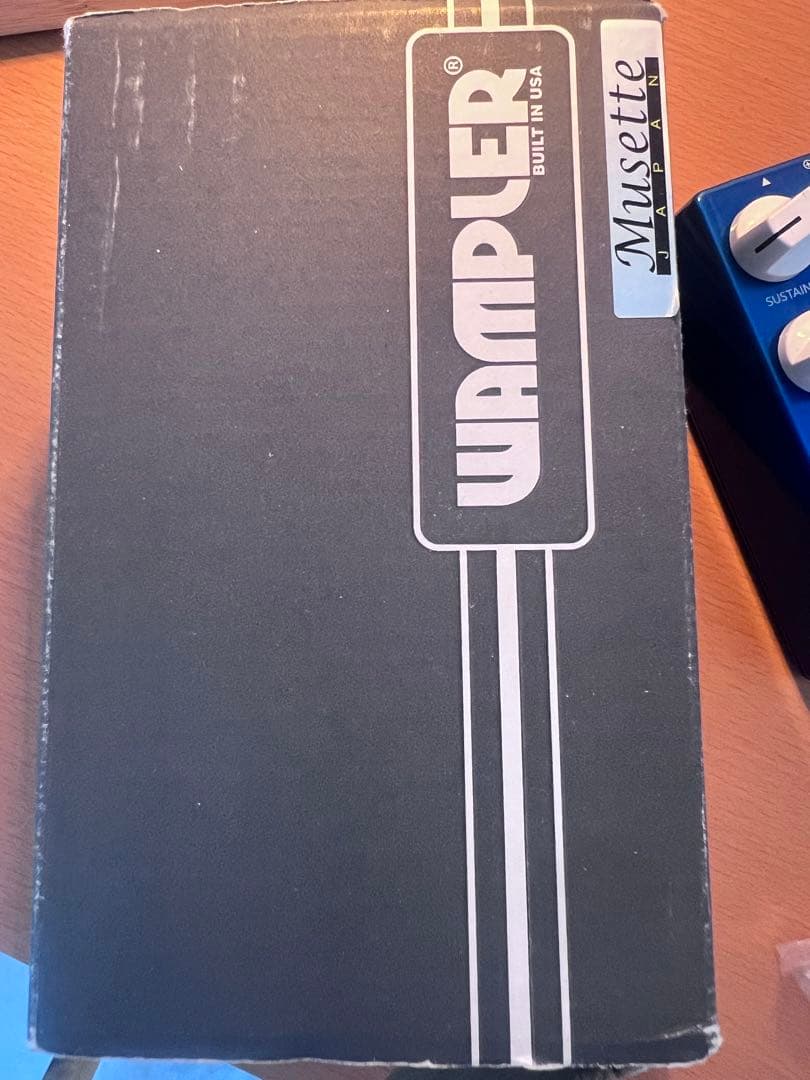 WAMPLER®
BUILT IN USA
Musette
JAPAN
SUSTAIN